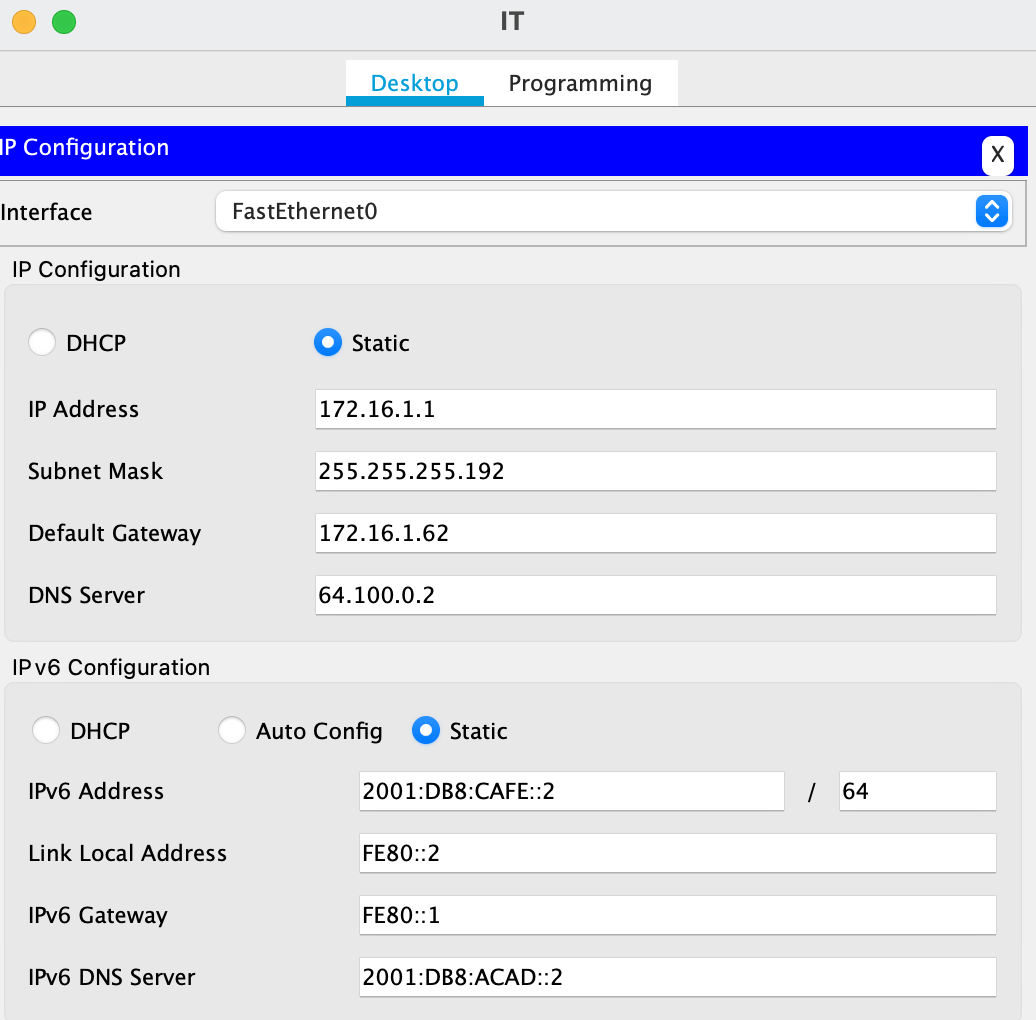 IT
Desktop Programming
IP Configuration X
Interface FastEthernet0
IP Configuration
DHCP Static
IP Address 172.16.1.1
Subnet Mask 255.255.255.192
Default Gateway 172.16.1.62
DNS Server 64.100.0.2
IPv6 Configuration
DHCP Auto Config Static
IPv6 Address 2001:DB8:CAFE::2 / 64
Link Local Address FE80::2
IPv6 Gateway FE80::1
IPv6 DNS Server 2001:DB8:ACAD::2